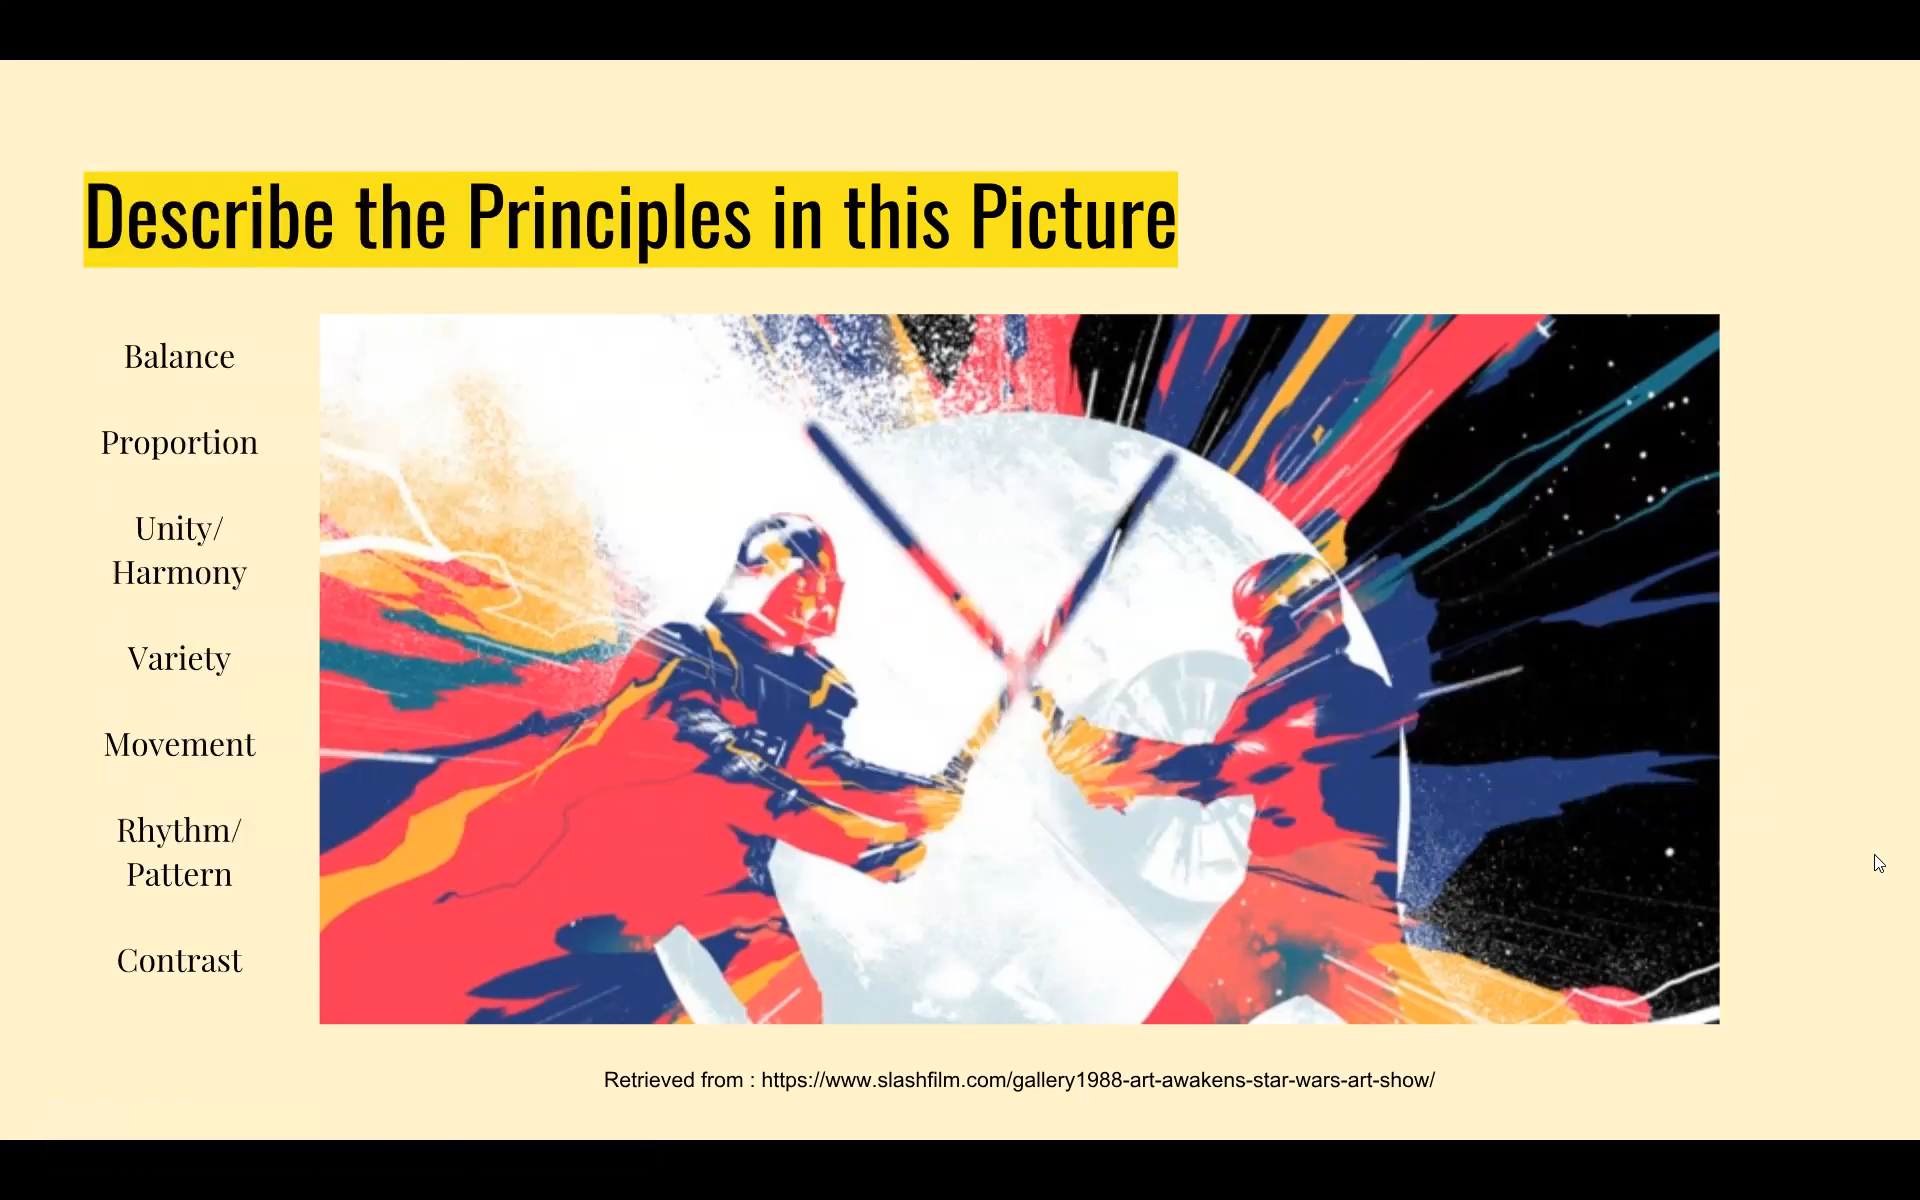 Describe the Principles in this Picture
Balance
Proportion
Unity/
Harmony
Variety
Movement
Rhythm/
Pattern
Contrast
Retrieved from : https://www.slashfilm.com/gallery1988-art-awakens-star-wars-art-show/